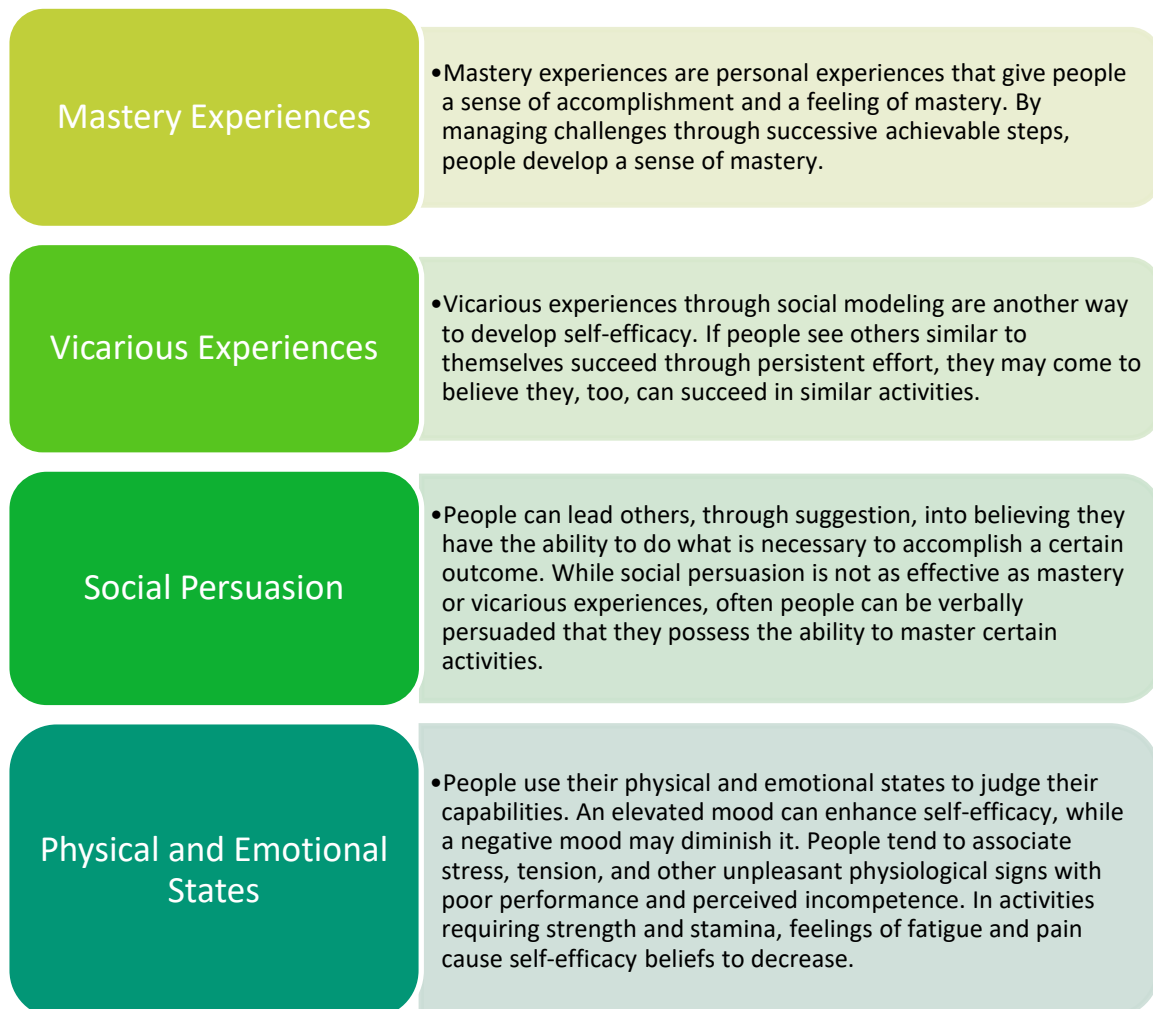 Mastery Experiences
•Mastery experiences are personal experiences that give people
a sense of accomplishment and a feeling of mastery. By
managing challenges through successive achievable steps,
people develop a sense of mastery.
Vicarious Experiences
•Vicarious experiences through social modeling are another way
to develop self-efficacy. If people see others similar to
themselves succeed through persistent effort, they may come to
believe they, too, can succeed in similar activities.
Social Persuasion
•People can lead others, through suggestion, into believing they
have the ability to do what is necessary to accomplish a certain
outcome. While social persuasion is not as effective as mastery
or vicarious experiences, often people can be verbally
persuaded that they possess the ability to master certain
activities.
Physical and Emotional
States
•People use their physical and emotional states to judge their
capabilities. An elevated mood can enhance self-efficacy, while
a negative mood may diminish it. People tend to associate
stress, tension, and other unpleasant physiological signs with
poor performance and perceived incompetence. In activities
requiring strength and stamina, feelings of fatigue and pain
cause self-efficacy beliefs to decrease.